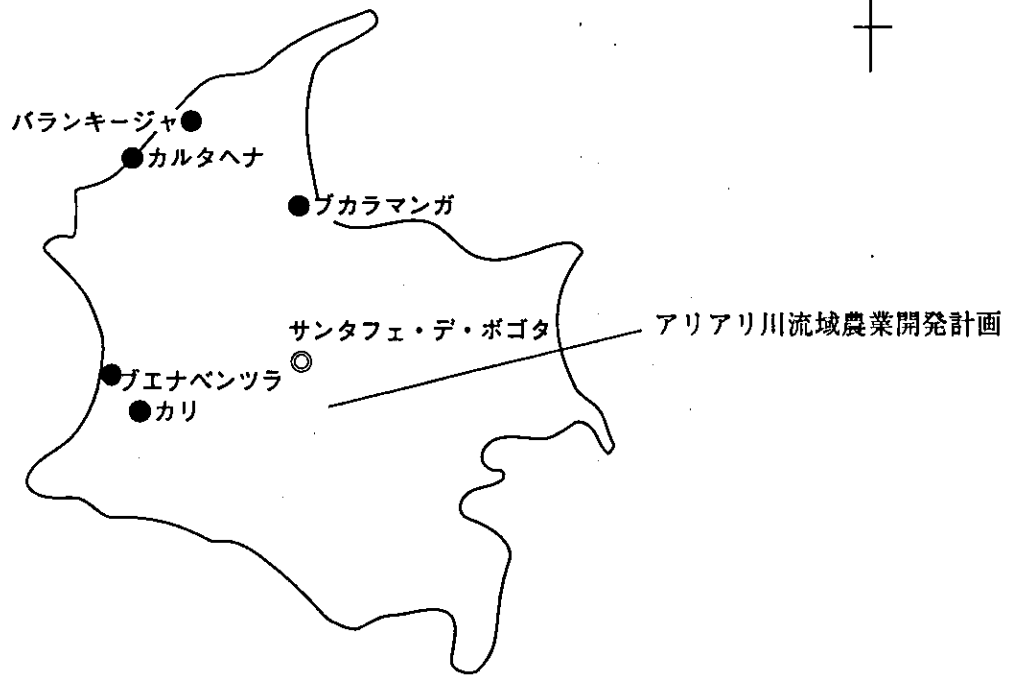 バランキージャ
カルタヘナ
ブカラマンガ
サンタフェ・デ・ボゴタ
アリアリ川流域農業開発計画
ブエナベンツラ
カリ